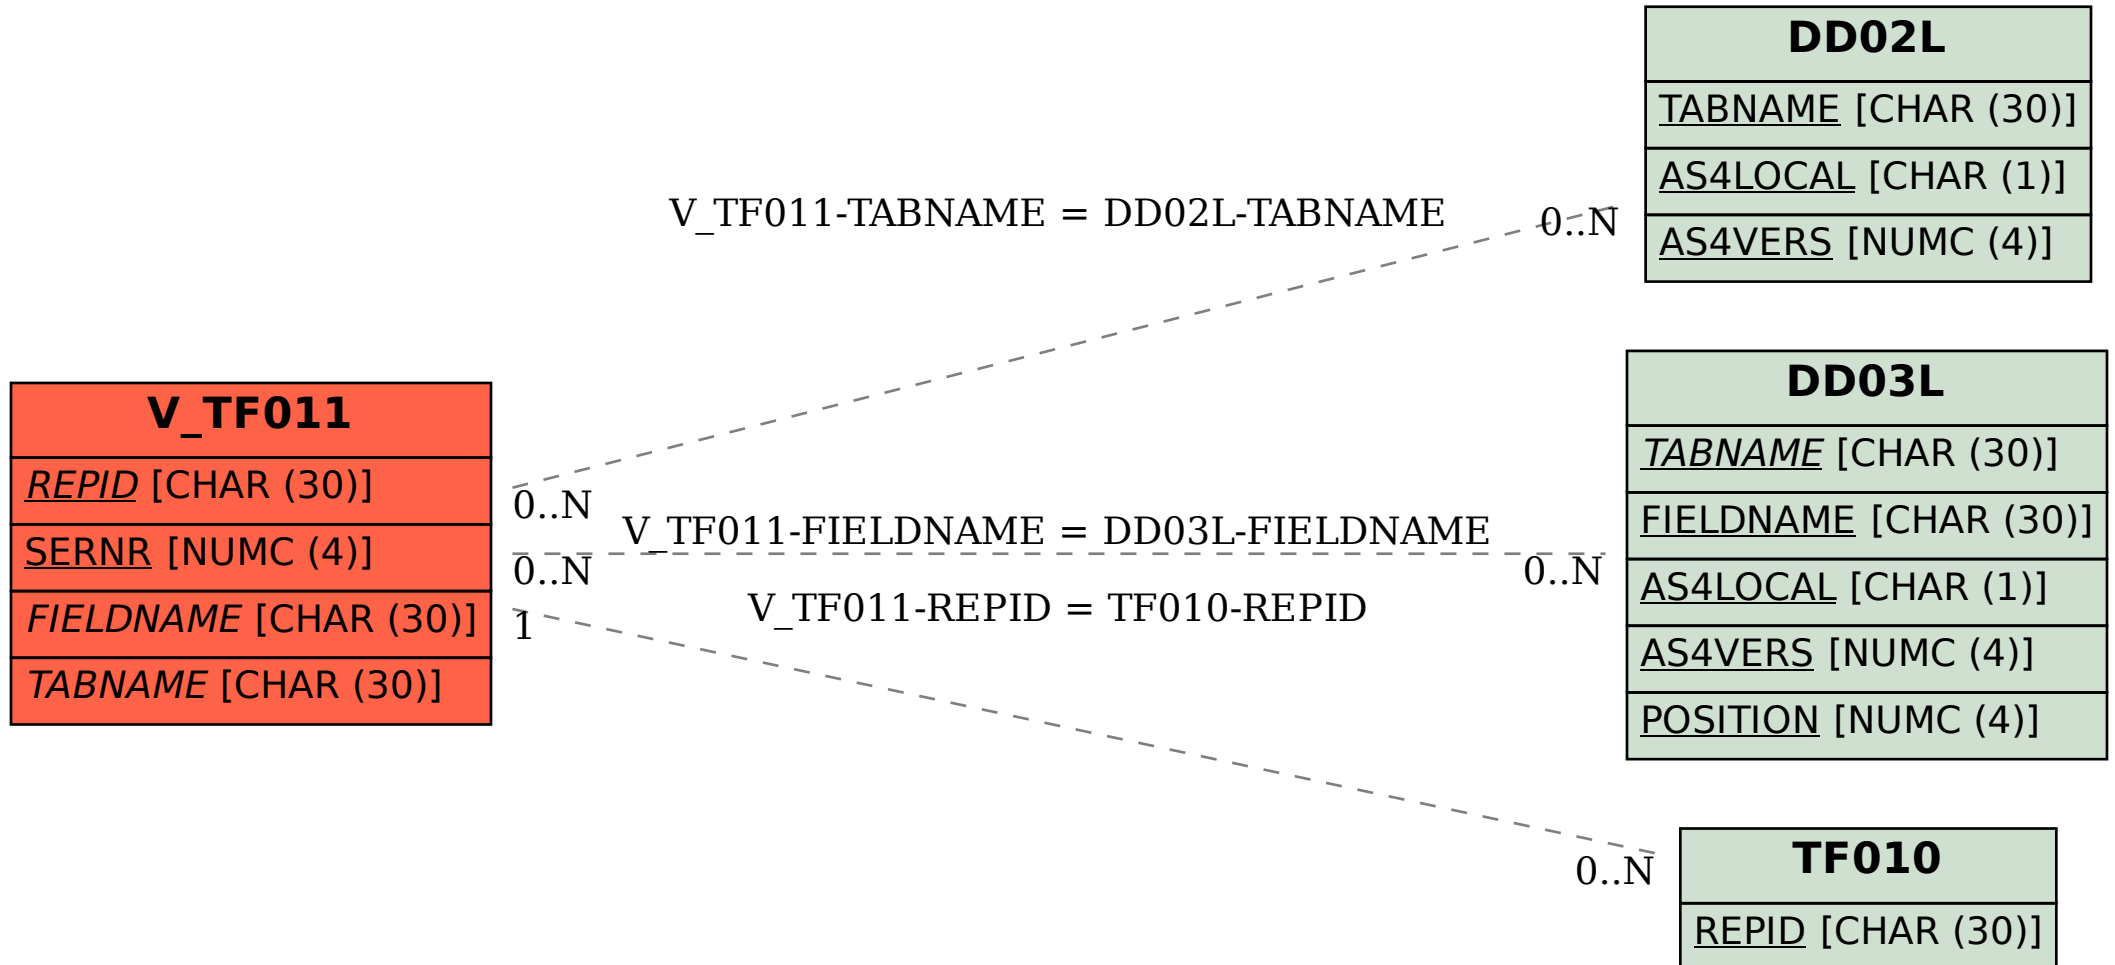 V_TF011
REPID [CHAR (30)]
SERNR [NUMC (4)]
FIELDNAME [CHAR (30)]
TABNAME [CHAR (30)]
V_TF011-TABNAME = DD02L-TABNAME
0..N
0..N
V_TF011-FIELDNAME = DD03L-FIELDNAME
0..N
0..N
V_TF011-REPID = TF010-REPID
1
0..N
DD02L
TABNAME [CHAR (30)]
AS4LOCAL [CHAR (1)]
AS4VERS [NUMC (4)]
DD03L
TABNAME [CHAR (30)]
FIELDNAME [CHAR (30)]
AS4LOCAL [CHAR (1)]
AS4VERS [NUMC (4)]
POSITION [NUMC (4)]
TF010
REPID [CHAR (30)]